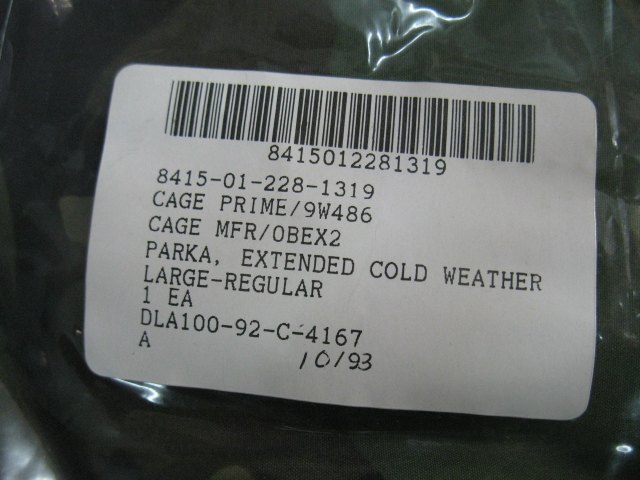 8415012281319
8415-01-228-1319
CAGE PRIME/9W486
CAGE MFR/0BEX2
PARKA, EXTENDED COLD WEATHER
LARGE-REGULAR
1 EA
DLA100-92-C-4167
A
10/93